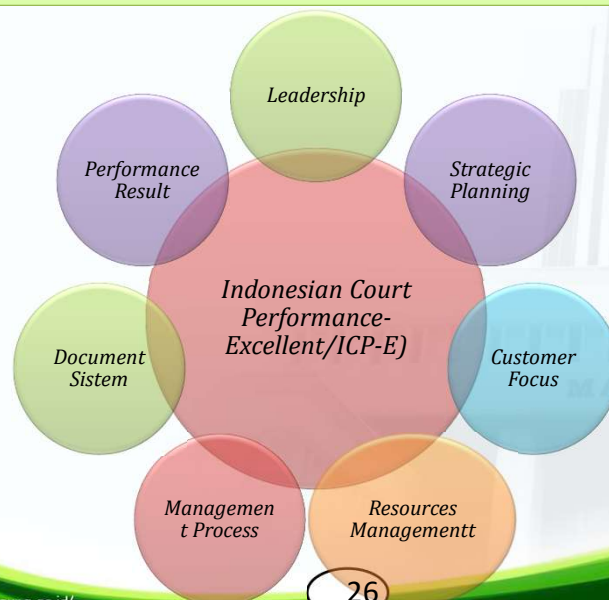 Leadership
Strategic
Planning
Customer
Focus
Resources
Managementt
Managemen
t Process
Document
Sistem
Performance
Result
Indonesian Court
Performance-
Excellent/ICP-E)
26